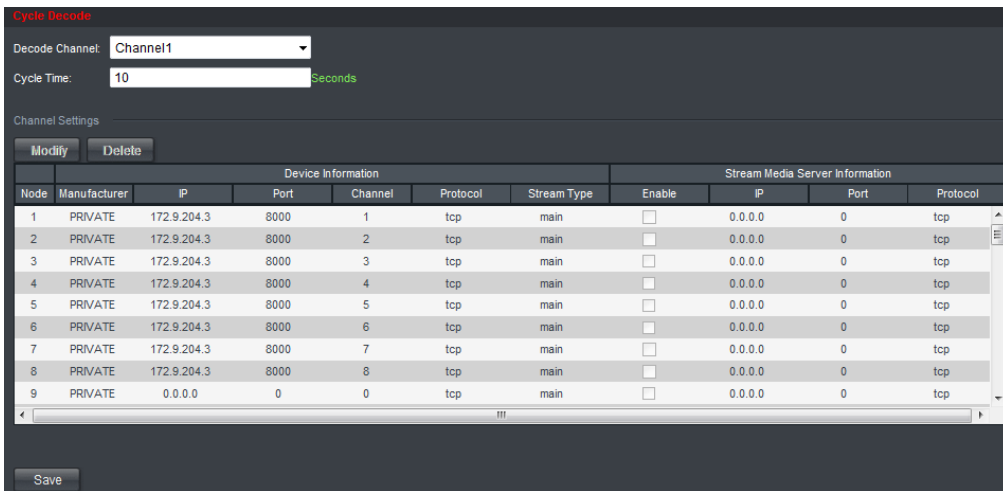 Cycle Decode
Decode Channel: Channel1
Cycle Time: 10 Seconds
Channel Settings
Modify Delete
Device Information Stream Media Server Information
Node Manufacturer IP Port Channel Protocol Stream Type Enable IP Port Protocol
1 PRIVATE 172.9.204.3 8000 1 tcp main 0.0.0.0 0 tcp
2 PRIVATE 172.9.204.3 8000 2 tcp main 0.0.0.0 0 tcp
3 PRIVATE 172.9.204.3 8000 3 tcp main 0.0.0.0 0 tcp
4 PRIVATE 172.9.204.3 8000 4 tcp main 0.0.0.0 0 tcp
5 PRIVATE 172.9.204.3 8000 5 tcp main 0.0.0.0 0 tcp
6 PRIVATE 172.9.204.3 8000 6 tcp main 0.0.0.0 0 tcp
7 PRIVATE 172.9.204.3 8000 7 tcp main 0.0.0.0 0 tcp
8 PRIVATE 172.9.204.3 8000 8 tcp main 0.0.0.0 0 tcp
9 PRIVATE 0.0.0.0 0 0 tcp main 0.0.0.0 0 tcp
Save